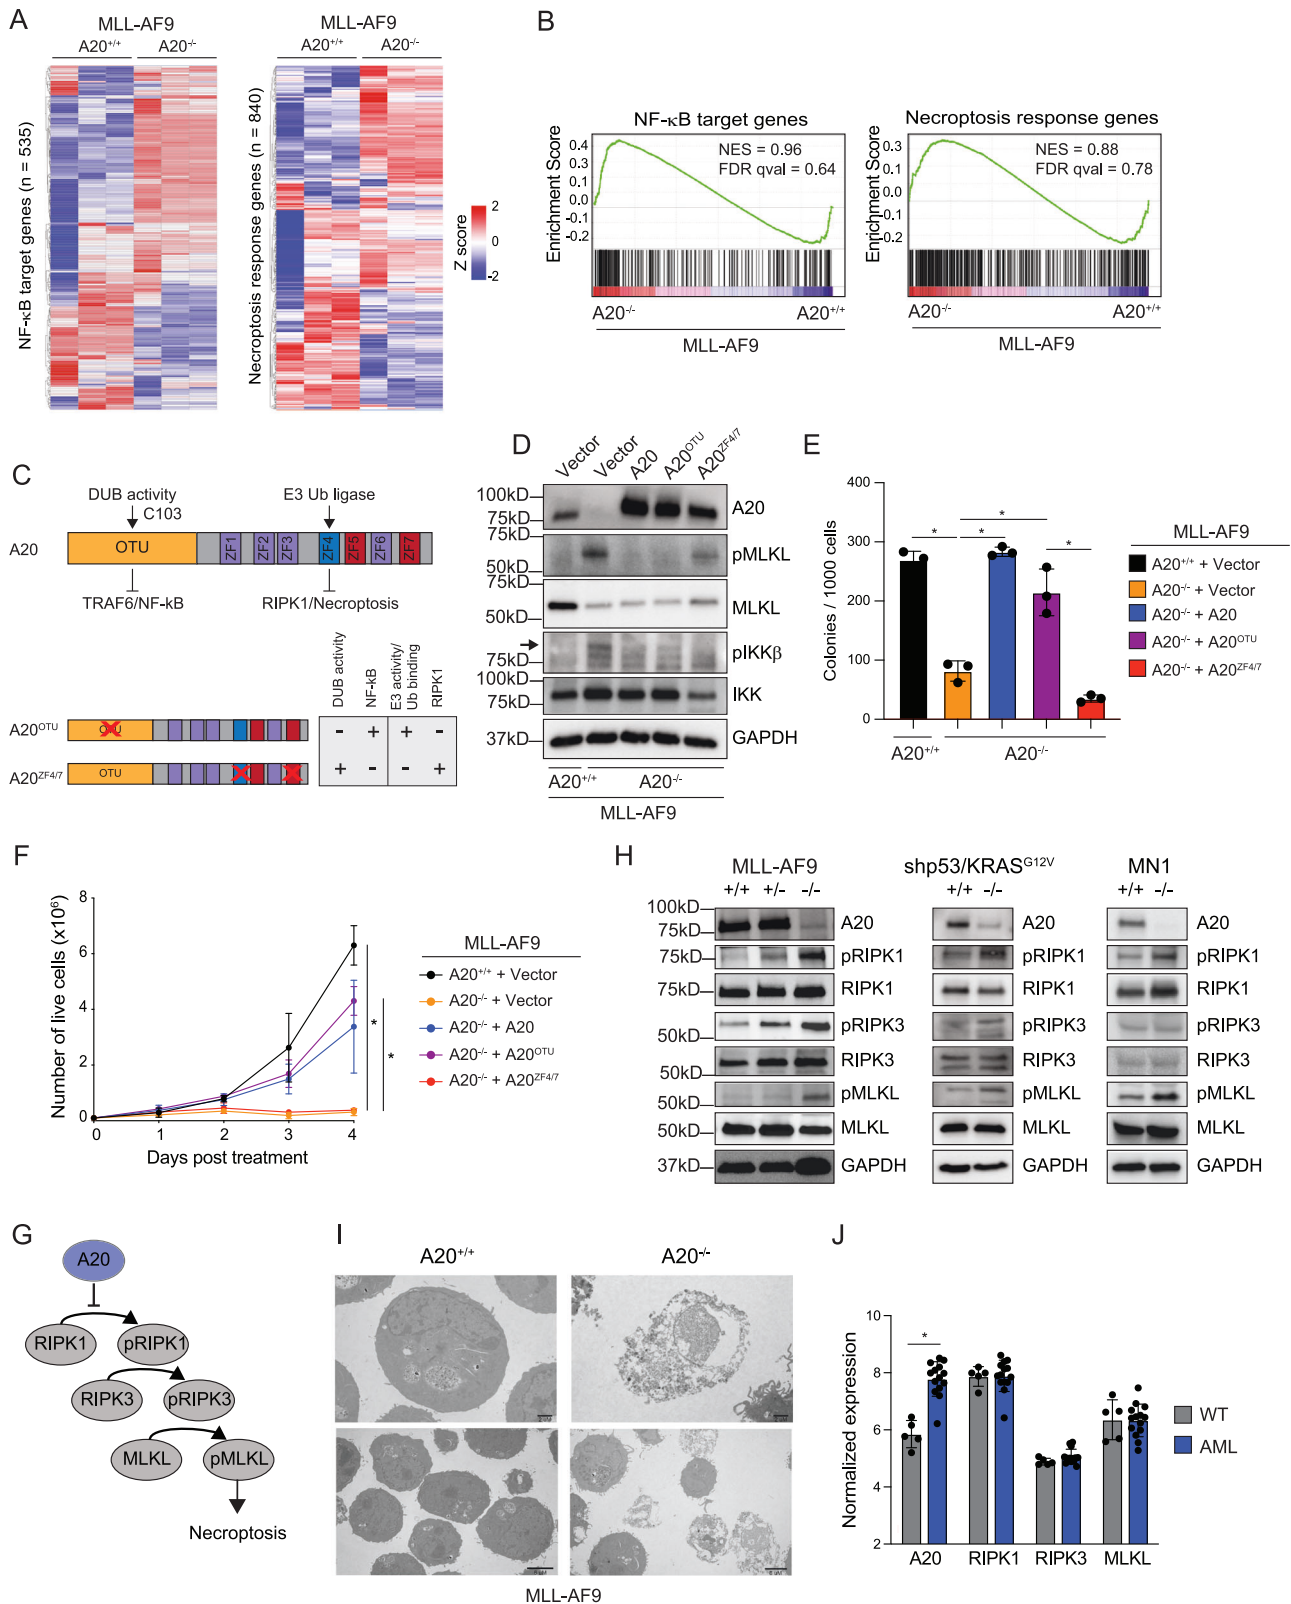 A
MLL-AF9
A20+/+ A20-/-
NF-κB target genes (n = 535)
MLL-AF9
A20+/+ A20-/-
Necroptosis response genes (n = 840)
2
0
-2
Z score
B
NF-κB target genes
NES = 0.96
FDR qval = 0.64
Enrichment Score
0.4
0.3
0.1
0.0
-0.1
-0.2
A20-/- A20+/+
MLL-AF9
Necroptosis response genes
NES = 0.88
FDR qval = 0.78
Enrichment Score
0.3
0.1
0.0
-0.1
-0.2
A20-/- A20+/+
MLL-AF9
C
DUB activity E3 Ub ligase
C103
A20 OTU ZF1 ZF2 ZF3 ZF4 ZF5 ZF6 ZF7
TRAF6/NF-kB RIPK1/Necroptosis
DUB activity
NF-kB
E3 activity/
Ub binding
RIPK1
A20OTU OTU - + + -
A20ZF4/7 OTU + - - +
D
Vector Vector A20 A20OTU A20ZF4/7
100kD
75kD A20
75kD
50kD pMLKL
75kD
50kD MLKL
75kD pIKKβ
100kD
75kD IKK
37kD GAPDH
A20+/+ A20-/-
MLL-AF9
E
Colonies / 1000 cells
400
300
200
100
0
* * * *
A20+/+ A20-/-
MLL-AF9
A20+/+ + Vector
A20-/- + Vector
A20-/- + A20
A20-/- + A20OTU
A20-/- + A20ZF4/7
F
Number of live cells (x10⁶)
8
6
4
2
0
0 1 2 3 4
Days post treatment
* *
MLL-AF9
A20+/+ + Vector
A20-/- + Vector
A20-/- + A20
A20-/- + A20OTU
A20-/- + A20ZF4/7
H
MLL-AF9
+/+ +/- -/-
100kD
75kD A20
75kD pRIPK1
75kD RIPK1
50kD pRIPK3
50kD RIPK3
50kD pMLKL
50kD MLKL
37kD GAPDH
shp53/KRASG12V
+/+ -/-
A20
pRIPK1
RIPK1
pRIPK3
RIPK3
pMLKL
MLKL
GAPDH
MN1
+/+ -/-
A20
pRIPK1
RIPK1
pRIPK3
RIPK3
pMLKL
MLKL
GAPDH
G
A20
RIPK1 pRIPK1
RIPK3 pRIPK3
MLKL pMLKL
Necroptosis
I
A20+/+ A20-/-
MLL-AF9
J
Normalized expression
10
8
6
4
2
*
A20 RIPK1 RIPK3 MLKL
WT
AML